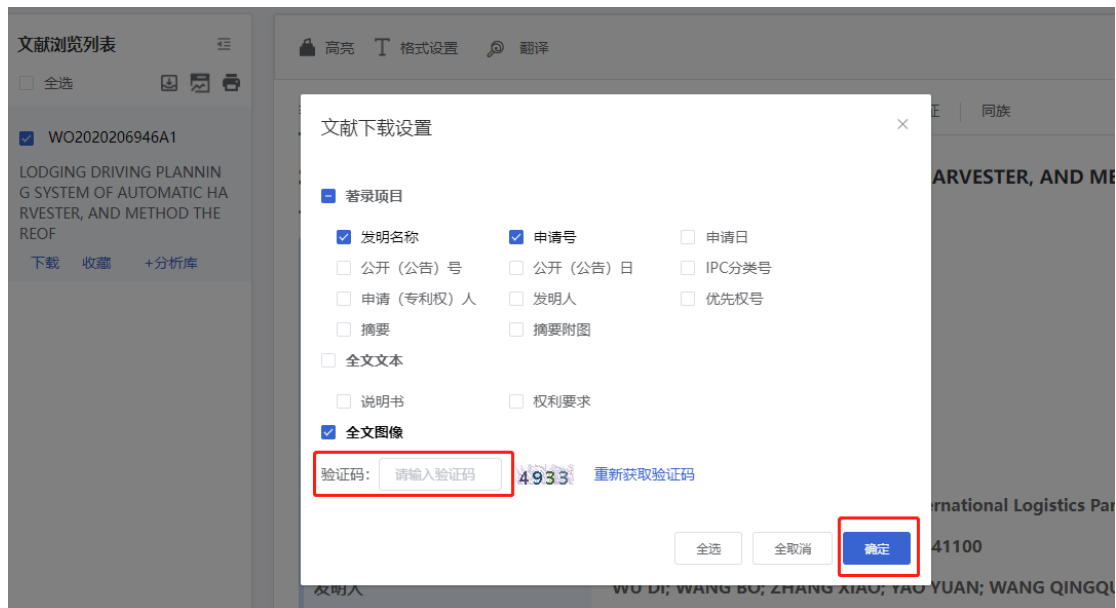 文献浏览列表
高亮 格式设置 翻译
全选
WO2020206946A1
LODGING DRIVING PLANNIN
G SYSTEM OF AUTOMATIC HA
RVESTER, AND METHOD THE
REOF
下载 收藏 +分析库
同族
ARVESTER, AND ME
文献下载设置
著录项目
发明名称 申请号 申请日
公开（公告）号 公开（公告）日 IPC分类号
申请（专利权）人 发明人 优先权号
摘要 摘要附图
全文文本
说明书 权利要求
全文图像
验证码： 请输入验证码 4933 重新获取验证码
全选 全取消 确定
ernational Logistics Par
41100
发明人 WU DI; WANG BO; ZHANG XIAO; YAO YUAN; WANG QINGQU